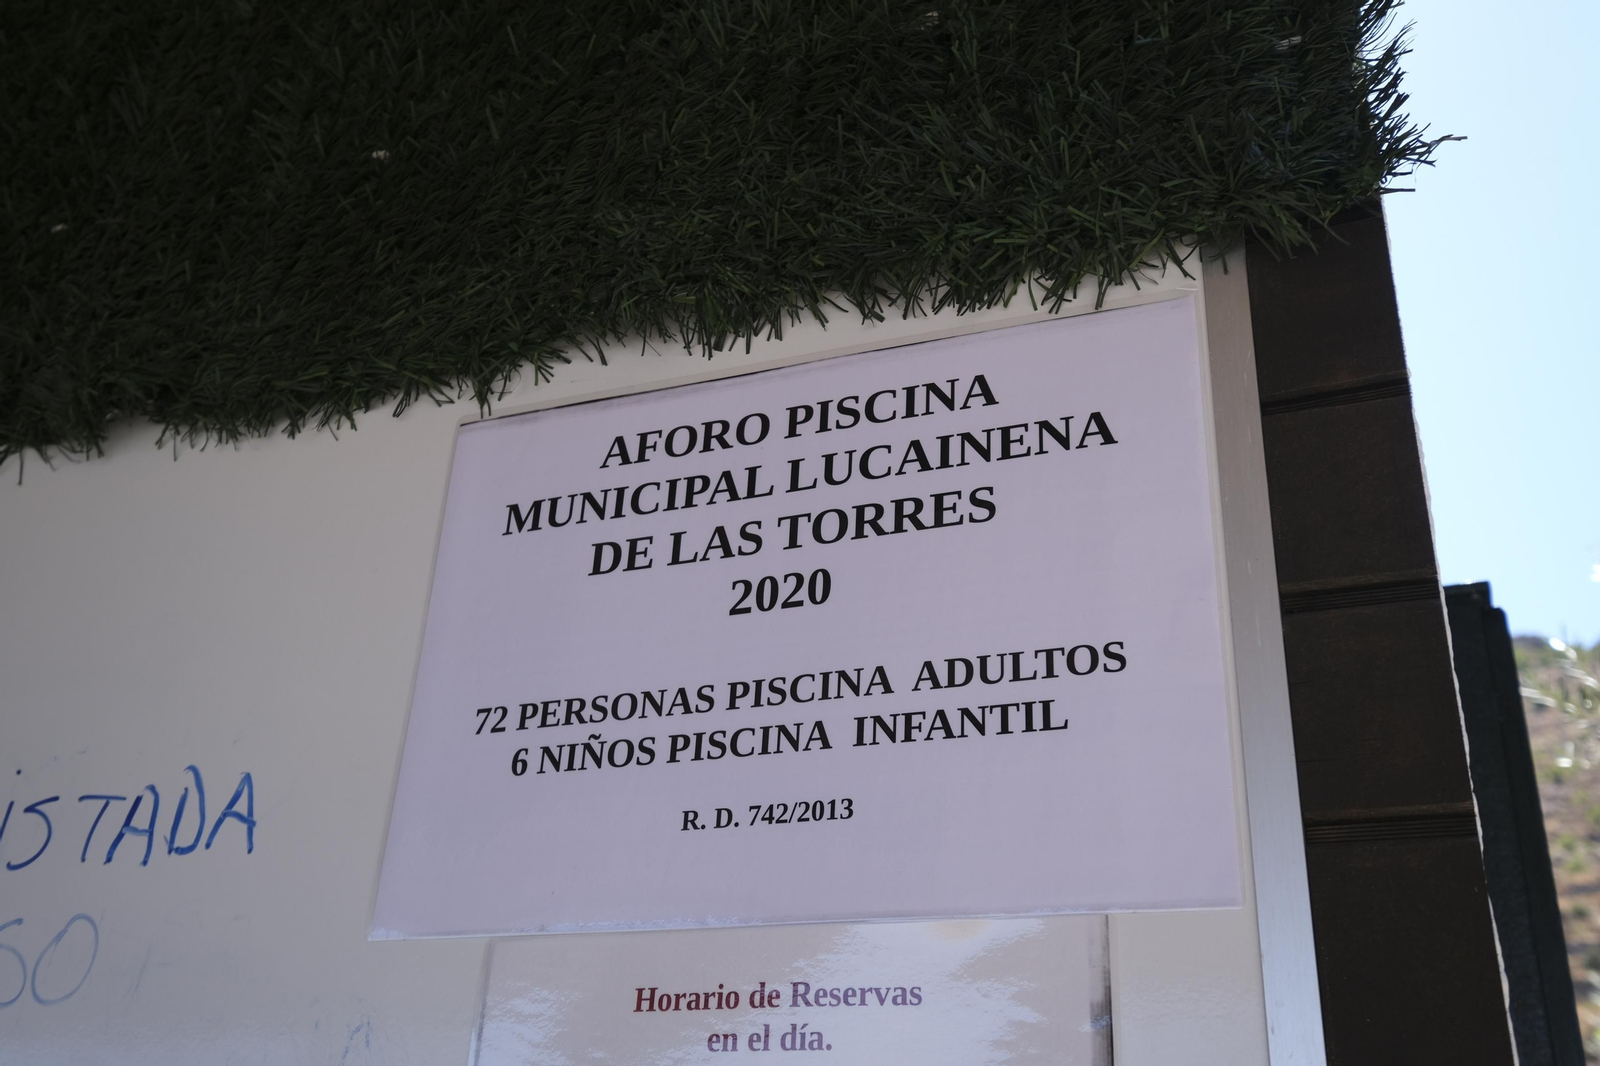 AFORO PISCINA
MUNICIPAL LUCAINENA
DE LAS TORRES
2020
72 PERSONAS PISCINA ADULTOS
6 NIÑOS PISCINA INFANTIL
R. D. 742/2013
Horario de Reservas
en el día.